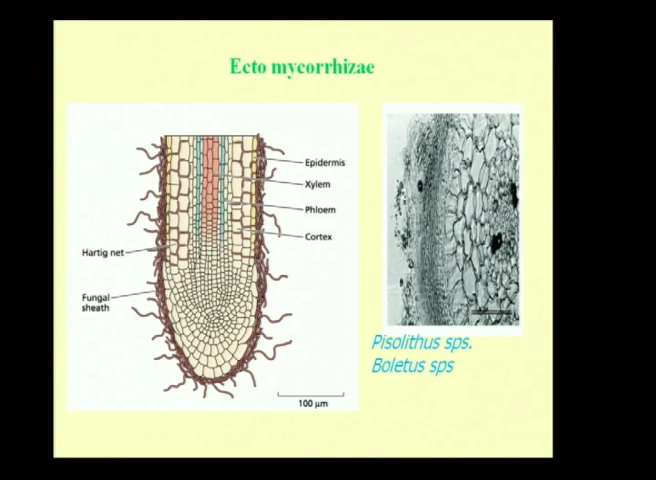 Ecto mycorrhizae
Epidermis
Xylem
Phloem
Cortex
Hartig net
Fungal
sheath
100 µm
Pisolithus sps.
Boletus sps